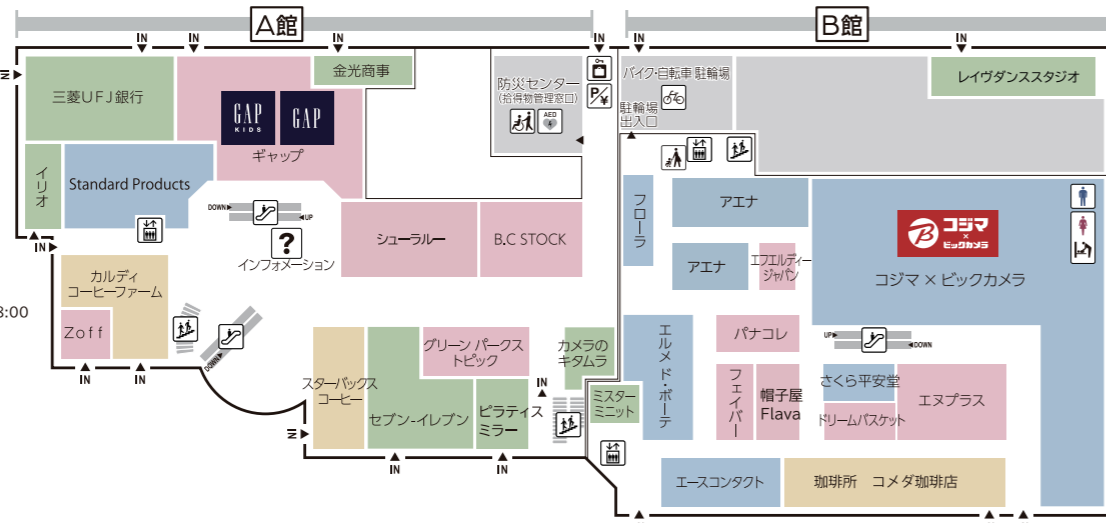 A館
B館
IN
IN
IN
IN
IN
IN
IN
三菱UFJ銀行
GAP
KIDS
GAP
ギャップ
金光商事
防災センター
(拾得物管理窓口)
AED
P/¥
バイク・自転車 駐輪場
駐輪場
出入口
レイヴダンススタジオ
イリオ
Standard Products
DOWN
UP
?
インフォメーション
シューラルー
B.C STOCK
フローラ
アエナ
アエナ
エフエルディー
ジャパン
コジマ
×
ビックカメラ
コジマ × ビックカメラ
IN
カルディ
コーヒーファーム
Zoff
8:00
IN
IN
DOWN
スターバックス
コーヒー
セブン-イレブン
グリーン パークス
トピック
ピラティス
ミラー
カメラの
キタムラ
ミスター
ミニット
IN
IN
IN
IN
エルメ ド・ボーテ
パナコレ
フェイバー
帽子屋
Flava
UP
DOWN
さくら平安堂
ドリームバスケット
エヌプラス
エースコンタクト
珈琲所 コメダ珈琲店